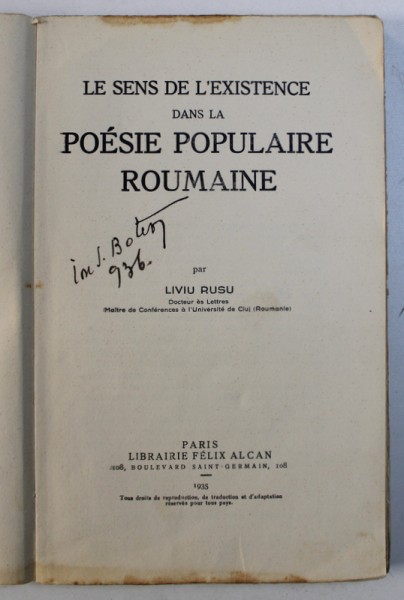 LE SENS DE L'EXISTENCE
DANS LA
POÉSIE POPULAIRE
ROUMAINE
936.
par
LIVIU RUSU
Docteur ès Lettres
(Maître de Conférences à l'Université de Cluj (Roumanie)
PARIS
LIBRAIRIE FÉLIX ALCAN
108, BOULEVARD SAINT-GERMAIN, 108
1935
Tous droits de reproduction, de traduction et d'adaptation
réservés pour tous pays.